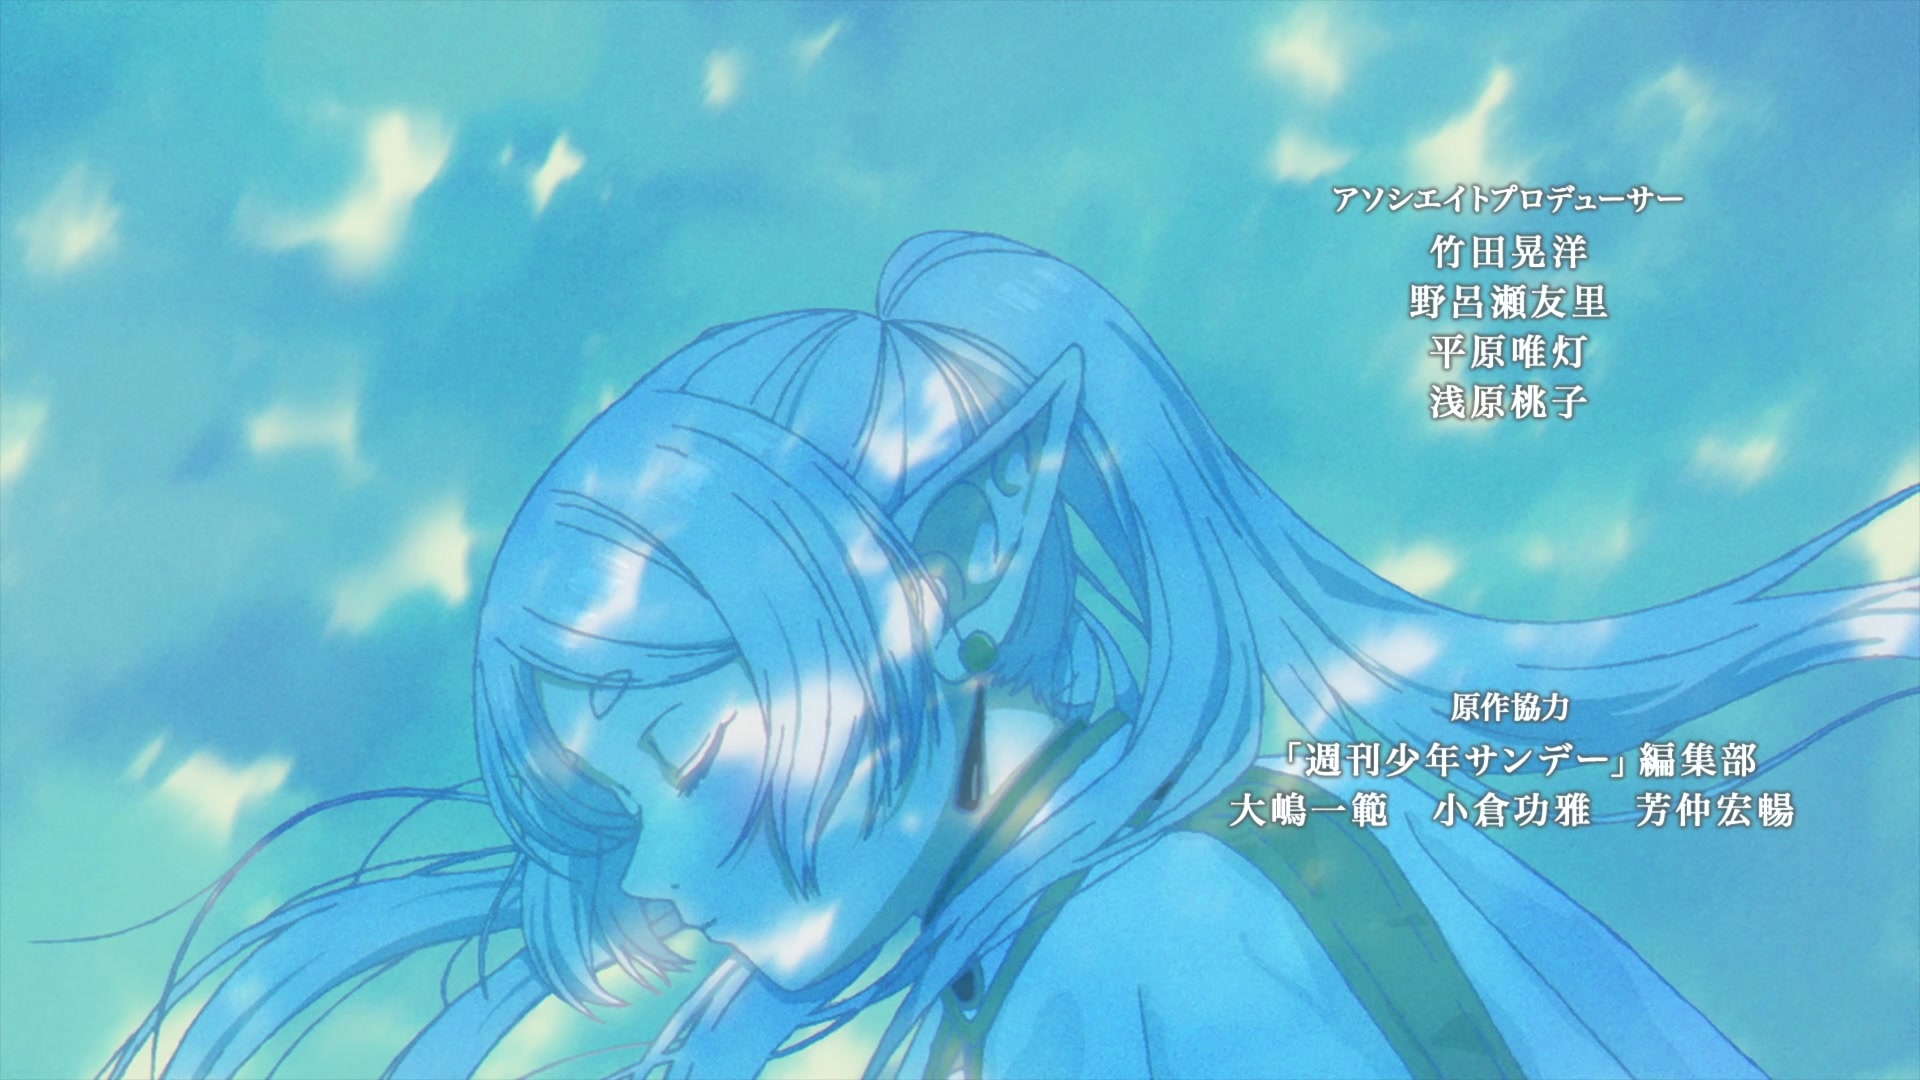 アソシエイトプロデューサー
竹田晃洋
野呂瀬友里
平原唯灯
浅原桃子
原作協力
「週刊少年サンデー」編集部
大嶋一範　小倉功雅　芳仲宏暢